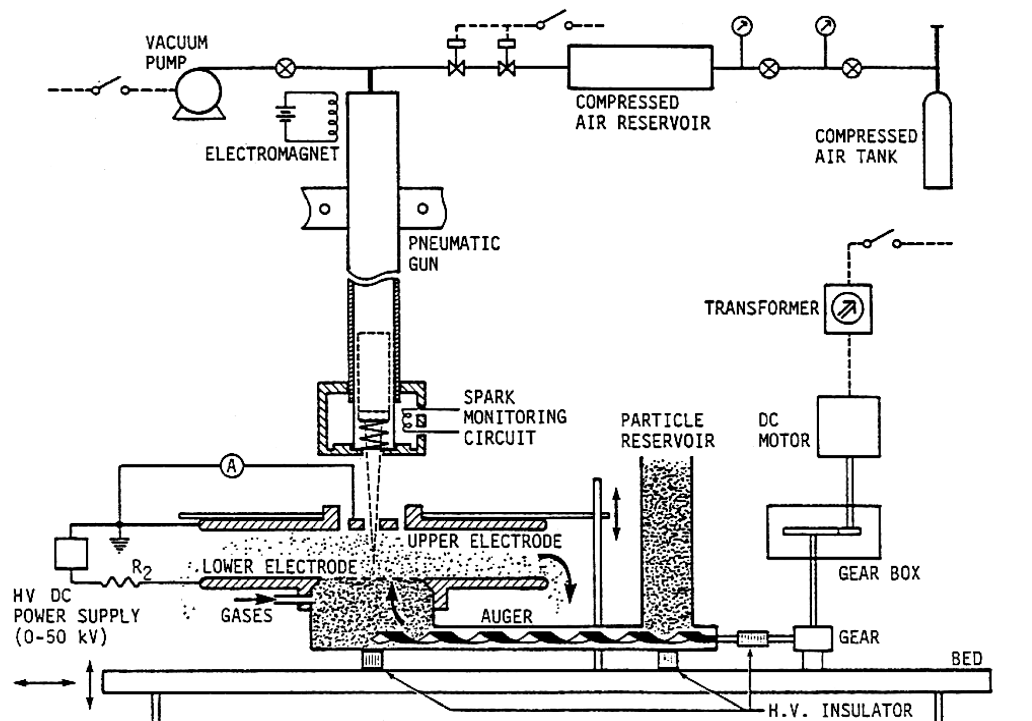 VACUUM
PUMP
ELECTROMAGNET
COMPRESSED
AIR RESERVOIR
COMPRESSED
AIR TANK
PNEUMATIC
GUN
TRANSFORMER
SPARK
MONITORING
CIRCUIT
PARTICLE
RESERVOIR
DC
MOTOR
A
UPPER ELECTRODE
LOWER ELECTRODE
R2
GEAR BOX
HV DC
POWER SUPPLY
(0-50 kV)
GASES
AUGER
GEAR
BED
H.V. INSULATOR